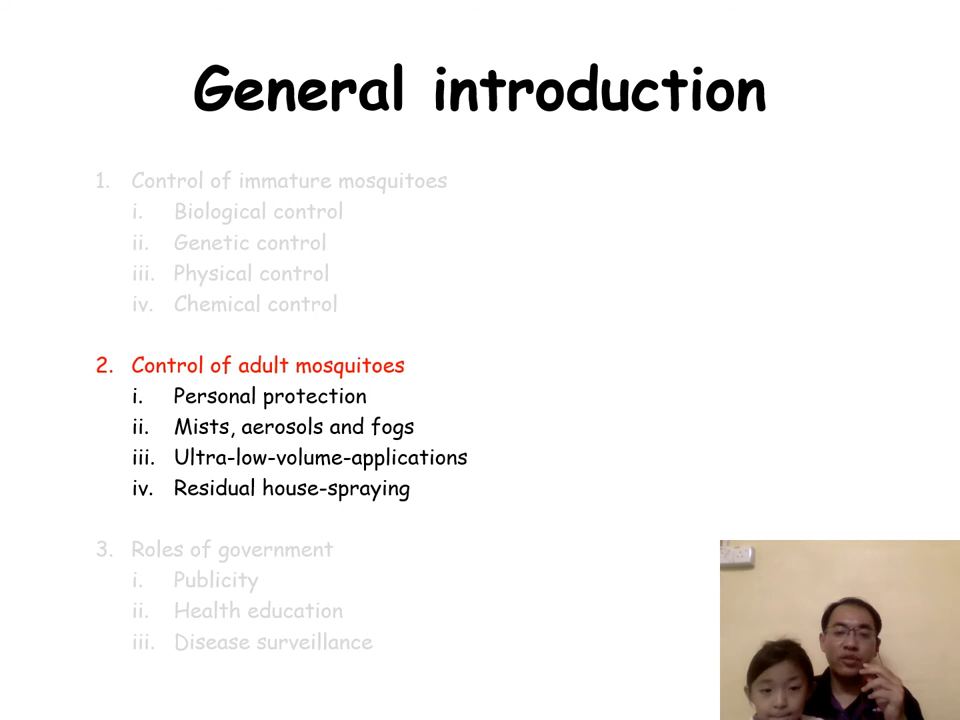 General introduction
1. Control of immature mosquitoes
i. Biological control
ii. Genetic control
iii. Physical control
iv. Chemical control
2. Control of adult mosquitoes
i. Personal protection
ii. Mists, aerosols and fogs
iii. Ultra-low-volume-applications
iv. Residual house-spraying
3. Roles of government
i. Publicity
ii. Health education
iii. Disease surveillance